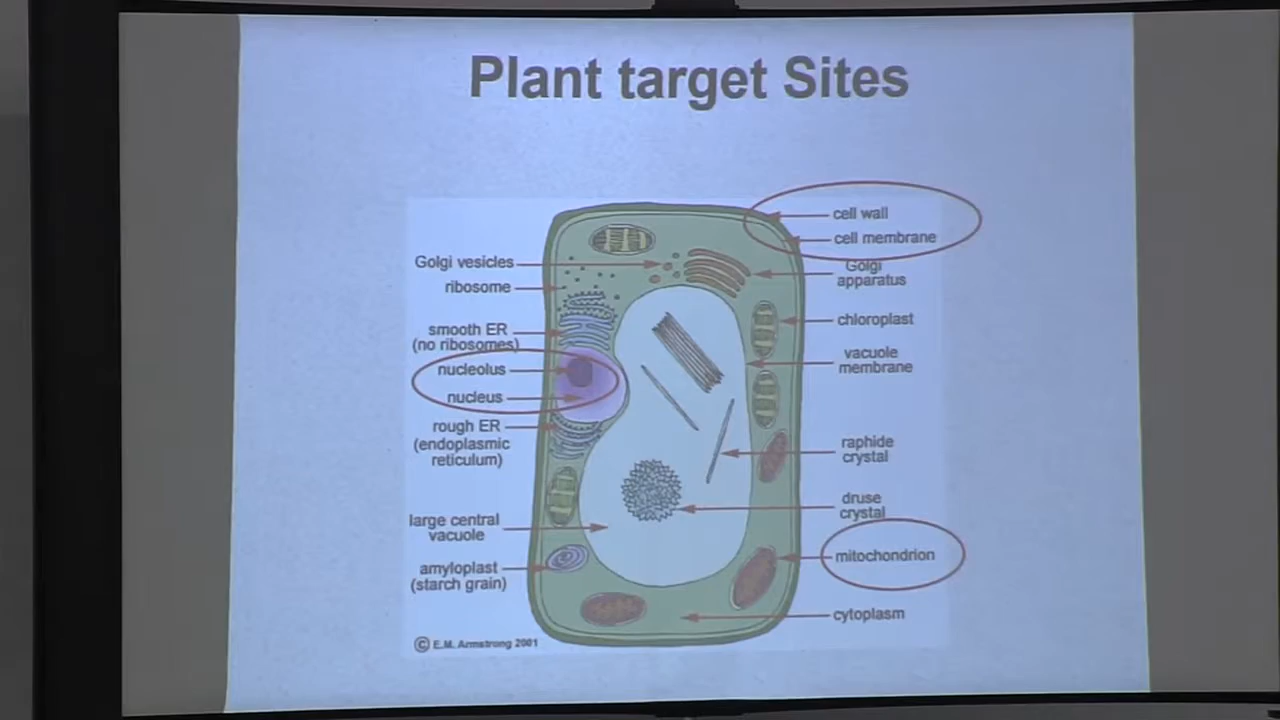 Plant target Sites
cell wall
cell membrane
Golgi vesicles
Golgi
apparatus
ribosome
chloroplast
smooth ER
(no ribosomes)
vacuole
membrane
nucleolus
nucleus
rough ER
(endoplasmic
reticulum)
raphide
crystal
druse
crystal
large central
vacuole
mitochondrion
amyloplast
(starch grain)
cytoplasm
© E.M. Armstrong 2001